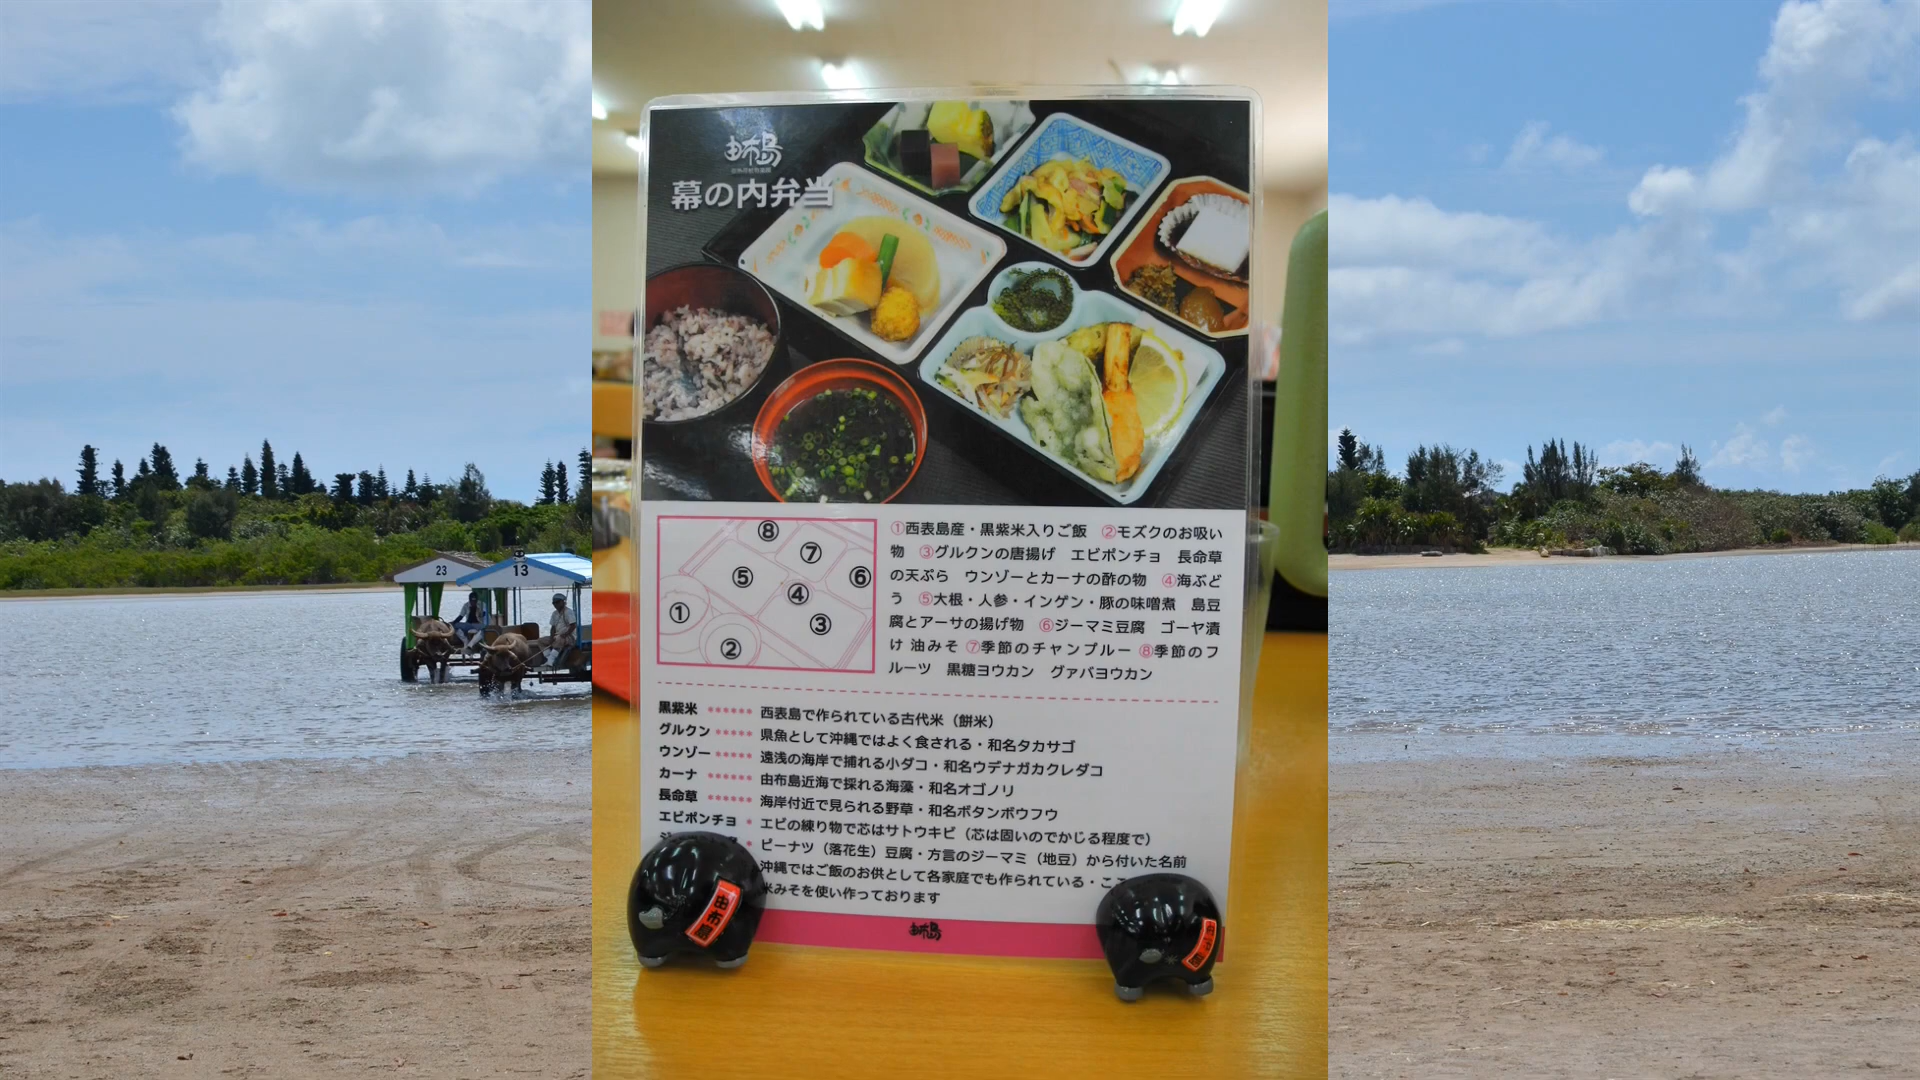 23
13
由布島
幕の内弁当
⑧
⑦
⑤
⑥
④
①
③
②
①西表島産・黒紫米入りご飯　②モズクのお吸い
物　③グルクンの唐揚げ　エビポンチョ　長命草
の天ぷら　ウンゾーとカーナの酢の物　④海ぶど
う　⑤大根・人参・インゲン・豚の味噌煮　島豆
腐とアーサの揚げ物　⑥ジーマミ豆腐　ゴーヤ漬
け 油みそ ⑦季節のチャンプルー ⑧季節のフ
ルーツ　黒糖ヨウカン　グァバヨウカン
黒紫米 ****** 西表島で作られている古代米（餅米）
グルクン ***** 県魚として沖縄ではよく食される・和名タカサゴ
ウンゾー ***** 遠浅の海岸で捕れる小ダコ・和名ウデナガカクレダコ
カーナ ****** 由布島近海で採れる海藻・和名オゴノリ
長命草 ****** 海岸付近で見られる野草・和名ボタンボウフウ
エビポンチョ * エビの練り物で芯はサトウキビ（芯は固いのでかじる程度で）
* ピーナツ（落花生）豆腐・方言のジーマミ（地豆）から付いた名前
沖縄ではご飯のお供として各家庭でも作られている・ここ
米みそを使い作っております
由布島
由布島
由布島